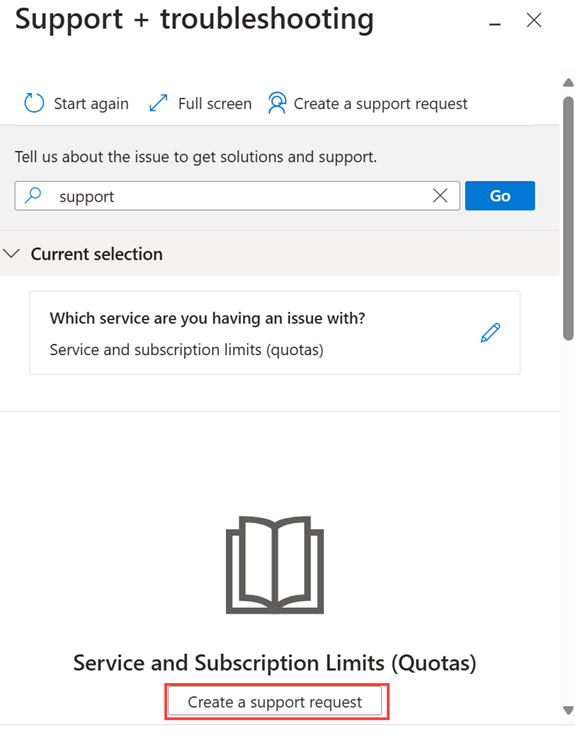 Support + troubleshooting
Start again
Full screen
Create a support request
Tell us about the issue to get solutions and support.
support
Go
Current selection
Which service are you having an issue with?
Service and subscription limits (quotas)
Service and Subscription Limits (Quotas)
Create a support request